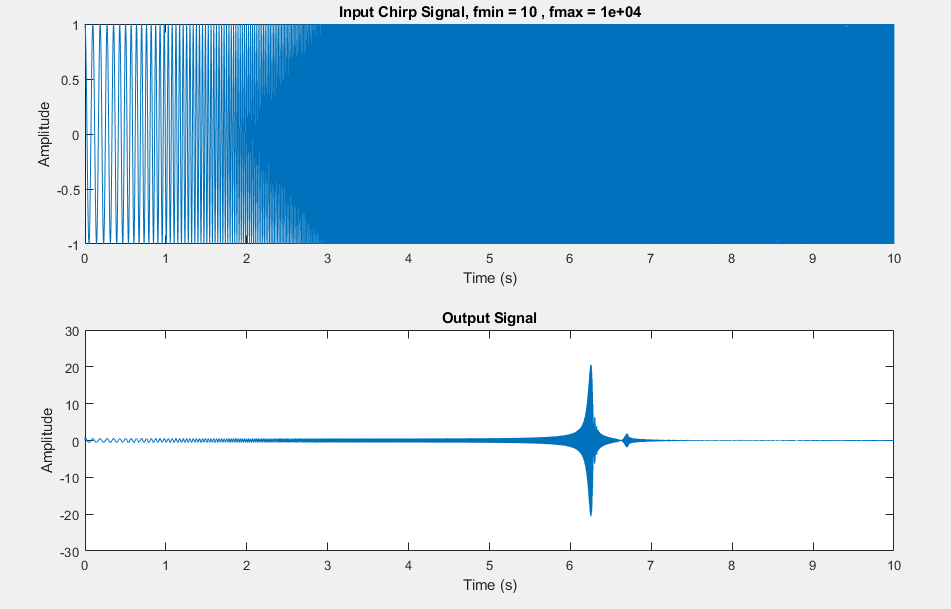 Input Chirp Signal, fmin = 10 , fmax = 1e+04
1
0.5
0
-0.5
-1
Amplitude
0 1 2 3 4 5 6 7 8 9 10
Time (s)
Output Signal
30
20
10
0
-10
-20
-30
Amplitude
0 1 2 3 4 5 6 7 8 9 10
Time (s)